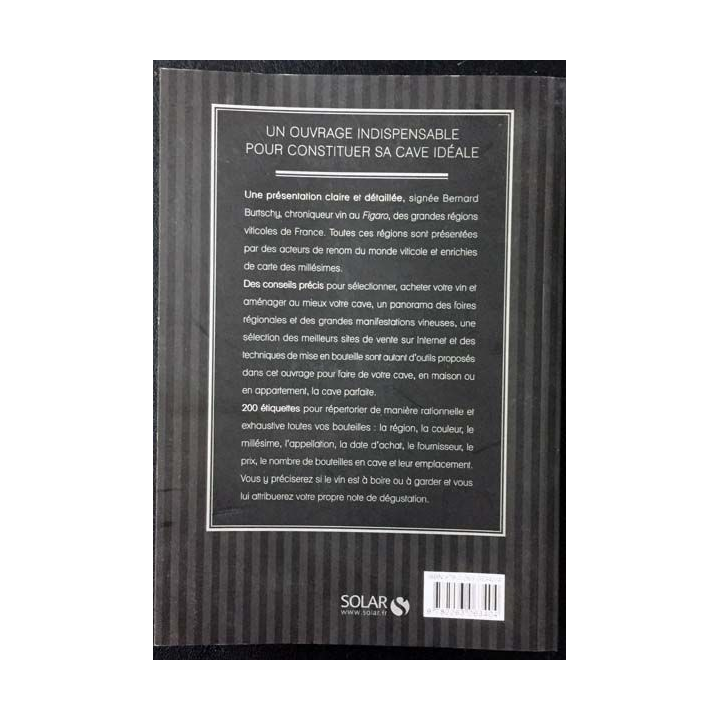 UN OUVRAGE INDISPENSABLE
POUR CONSTITUER SA CAVE IDÉALE
Une présentation claire et détaillée, signée Bernard
Burtschy, chroniqueur vin au Figaro, des grandes régions
viticoles de France. Toutes ces régions sont présentées
par des acteurs de renom du monde viticole et enrichies
de carte des millésimes.
Des conseils précis pour sélectionner, acheter votre vin et
aménager au mieux votre cave, un panorama des foires
régionales et des grandes manifestations vineuses, une
sélection des meilleurs sites de vente sur Internet et des
techniques de mise en bouteille sont autant d'outils proposés
dans cet ouvrage pour faire de votre cave, en maison ou
en appartement, la cave parfaite.
200 étiquettes pour répertorier de manière rationnelle et
exhaustive toutes vos bouteilles : la région, la couleur, le
millésime, l'appellation, la date d'achat, le fournisseur, le
prix, le nombre de bouteilles en cave et leur emplacement.
Vous y préciserez si le vin est à boire ou à garder et vous
lui attribuerez votre propre note de dégustation.
SOLAR
www.solar.fr